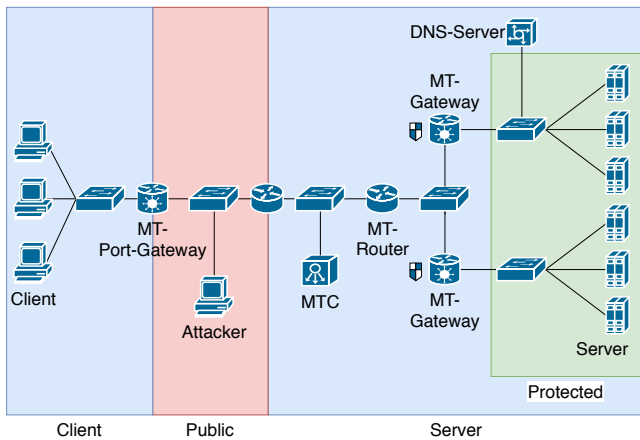 DNS-Server
MT-
Gateway
MT-
Port-Gateway
MT-
Router
Client
Attacker
MTC
MT-
Gateway
Server
Protected
Client
Public
Server